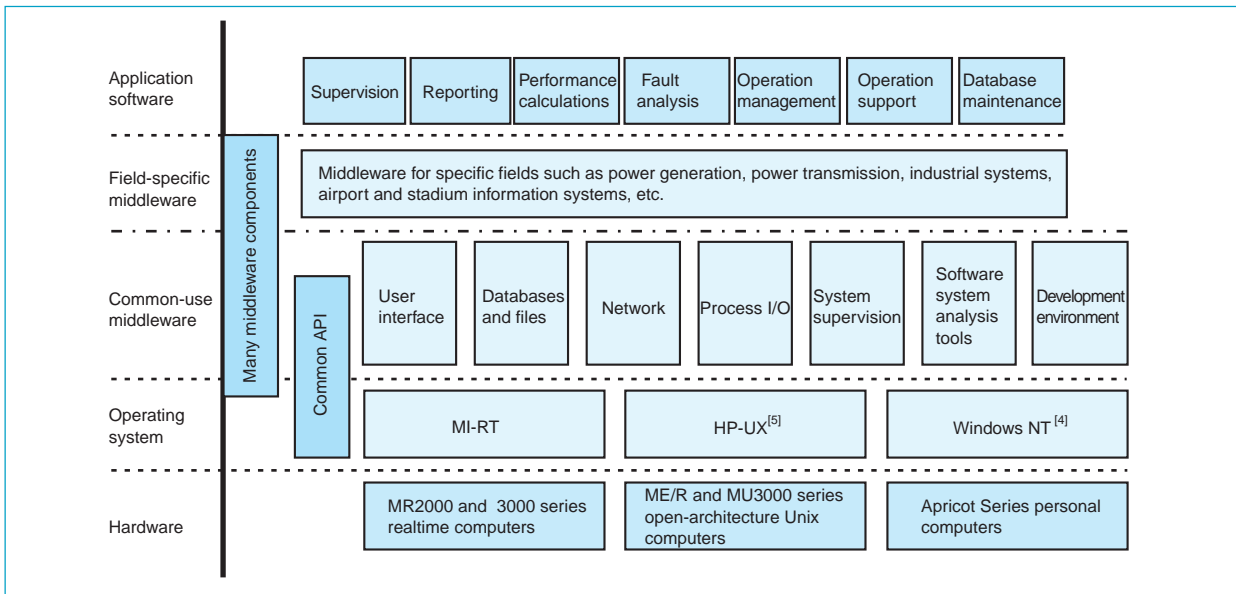 Application
software
Supervision
Reporting
Performance
calculations
Fault
analysis
Operation
management
Operation
support
Database
maintenance
Many middleware components
Field-specific
middleware
Middleware for specific fields such as power generation, power transmission, industrial systems,
airport and stadium information systems, etc.
Common-use
middleware
Common API
User
interface
Databases
and files
Network
Process I/O
System
supervision
Software
system
analysis
tools
Development
environment
Operating
system
MI-RT
HP-UX[5]
Windows NT [4]
Hardware
MR2000 and 3000 series
realtime computers
ME/R and MU3000 series
open-architecture Unix
computers
Apricot Series personal
computers